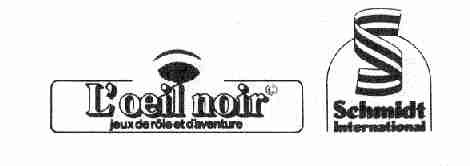 L'oeil noir©
jeux de rôle et d'aventure
Schmidt
International